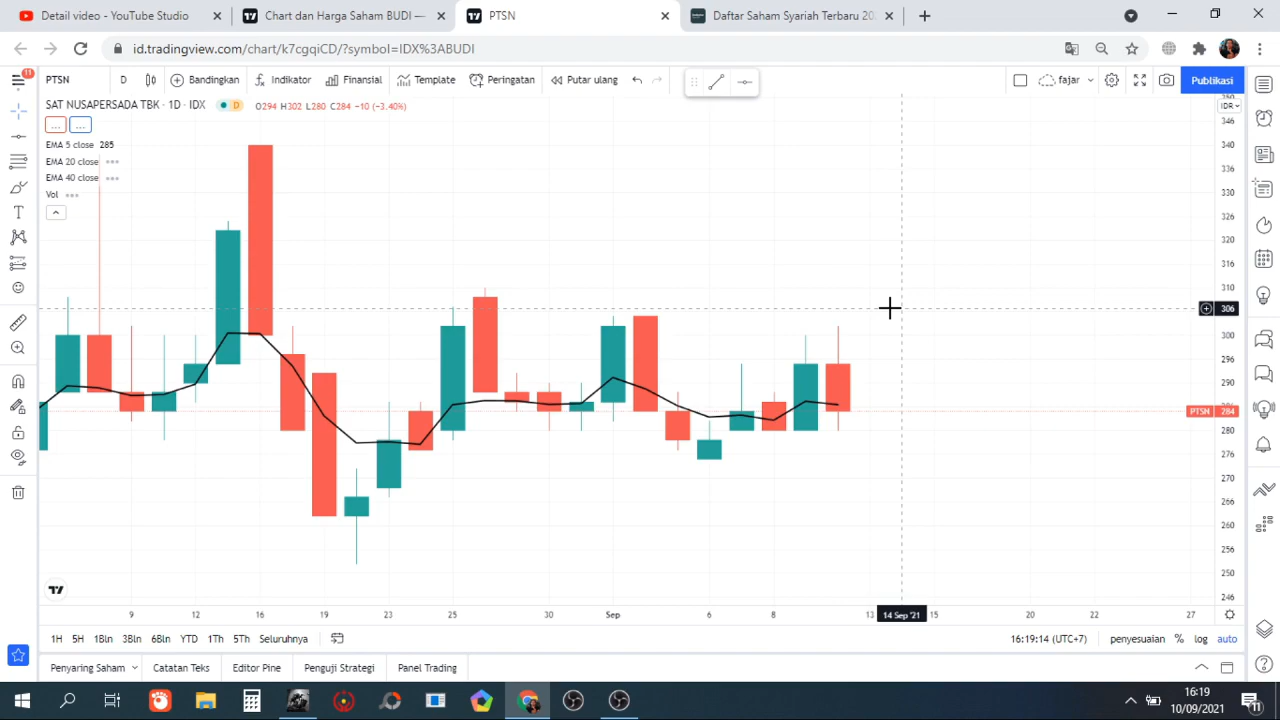 Detail video - YouTube Studio
Chart dan Harga Saham BUDI —
PTSN
Daftar Saham Syariah Terbaru 202
id.tradingview.com/chart/k7cgqiCD/?symbol=IDX%3ABUDI
11
PTSN
D
Bandingkan
Indikator
Finansial
Template
Peringatan
Putar ulang
fajar
Publikasi
SAT NUSAPERSADA TBK · 1D · IDX
D
O294 H302 L280 C284 −10 (−3.40%)
IDR
... ...
EMA 5 close 285
EMA 20 close
EMA 40 close
Vol
346
340
336
330
326
320
316
310
306
300
296
290
PTSN 284
280
276
270
266
260
256
250
246
9 12 16 19 23 25 30 Sep 6 8 13 14 Sep '21 15 20 22 27
1H 5H 1Bln 3Bln 6Bln YTD 1Th 5Th Seluruhnya
16:19:14 (UTC+7)
penyesuaian
%
log
auto
Penyaring Saham
Catatan Teks
Editor Pine
Penguji Strategi
Panel Trading
16:19
10/09/2021
11